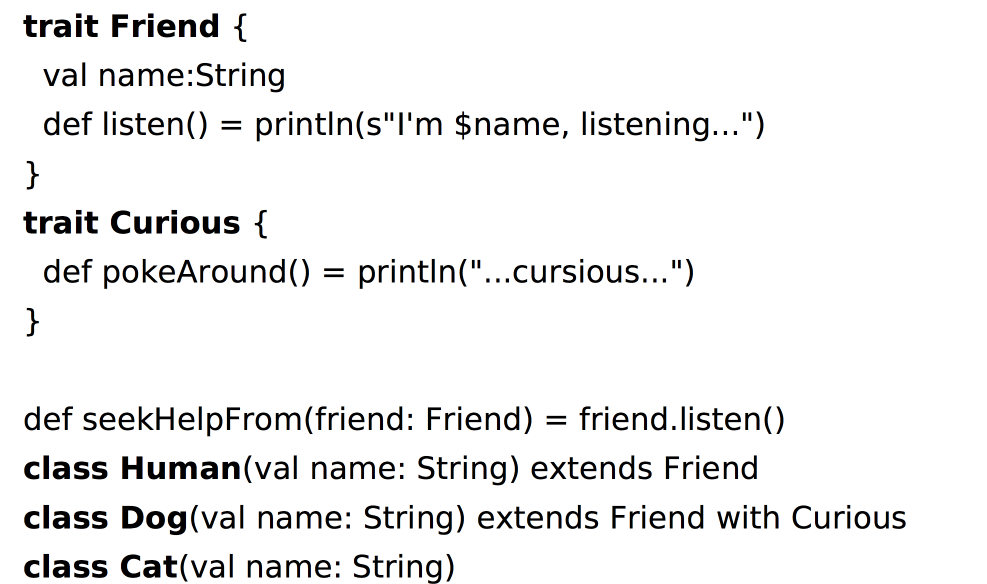 trait Friend {
val name:String
def listen() = println(s"I'm $name, listening...")
}
trait Curious {
def pokeAround() = println("...cursious...")
}
def seekHelpFrom(friend: Friend) = friend.listen()
class Human(val name: String) extends Friend
class Dog(val name: String) extends Friend with Curious
class Cat(val name: String)